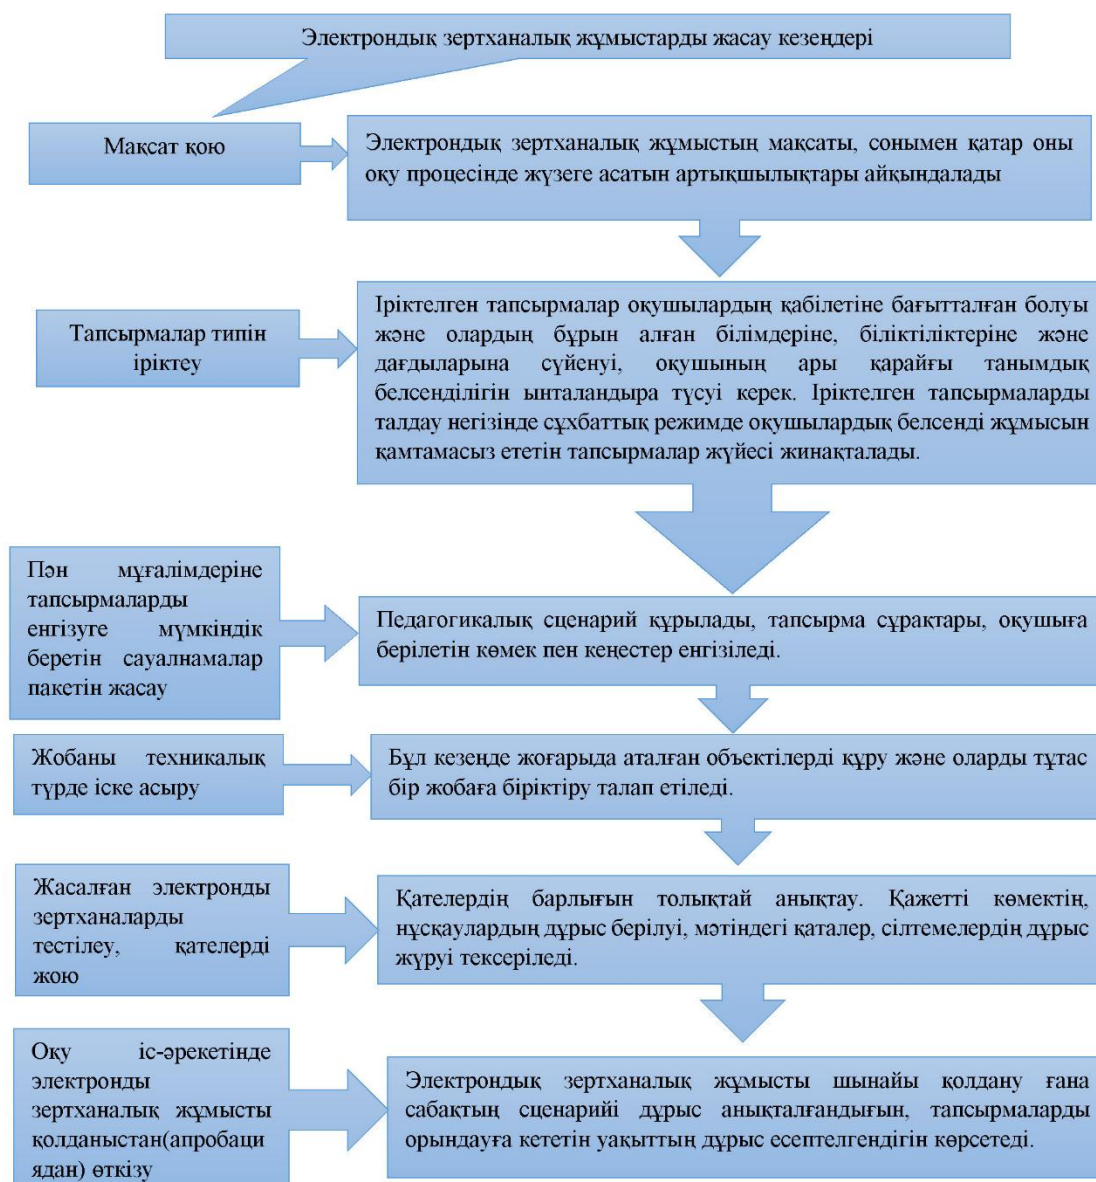 Электрондық зертханалық жұмыстарды жасау кезеңдері
Мақсат қою
Электрондық зертханалық жұмыстың мақсаты, сонымен қатар оны
оқу процесінде жүзеге асатын артықшылықтары айқындалады
Тапсырмалар типін
іріктеу
Іріктелген тапсырмалар оқушылардың қабілетіне бағытталған болуы
және олардың бұрын алған білімдеріне, біліктіліктеріне және
дағдыларына сүйенуі, оқушының ары қарайғы танымдық
белсенділігін ынталандыра түсуі керек. Іріктелген тапсырмаларды
талдау негізінде сұхбаттық режимде оқушылардық белсенді жұмысын
қамтамасыз ететін тапсырмалар жүйесі жинақталады.
Пән мұғалімдеріне
тапсырмаларды
енгізуге мүмкіндік
беретін сауалнамалар
пакетін жасау
Педагогикалық сценарий құрылады, тапсырма сұрақтары, оқушыға
берілетін көмек пен кеңестер енгізіледі.
Жобаны техникалық
түрде іске асыру
Бұл кезеңде жоғарыда аталған объектілерді құру және оларды тұтас
бір жобаға біріктіру талап етіледі.
Жасалған электронды
зертханаларды
тестілеу, қателерді
жою
Қателердің барлығын толықтай анықтау. Қажетті көмектің,
нұсқаулардың дұрыс берілуі, мәтіндегі қаталер, сілтемелердің дұрыс
жүруі тексеріледі.
Оқу іс-әрекетінде
электронды
зертханалық жұмысты
қолданыстан(апробаци
ядан) өткізу
Электрондық зертханалық жұмысты шынайы қолдану ғана
сабақтың сценарийі дұрыс анықталғандығын, тапсырмаларды
орындауға кететін уақыттың дұрыс есептелгендігін көрсетеді.